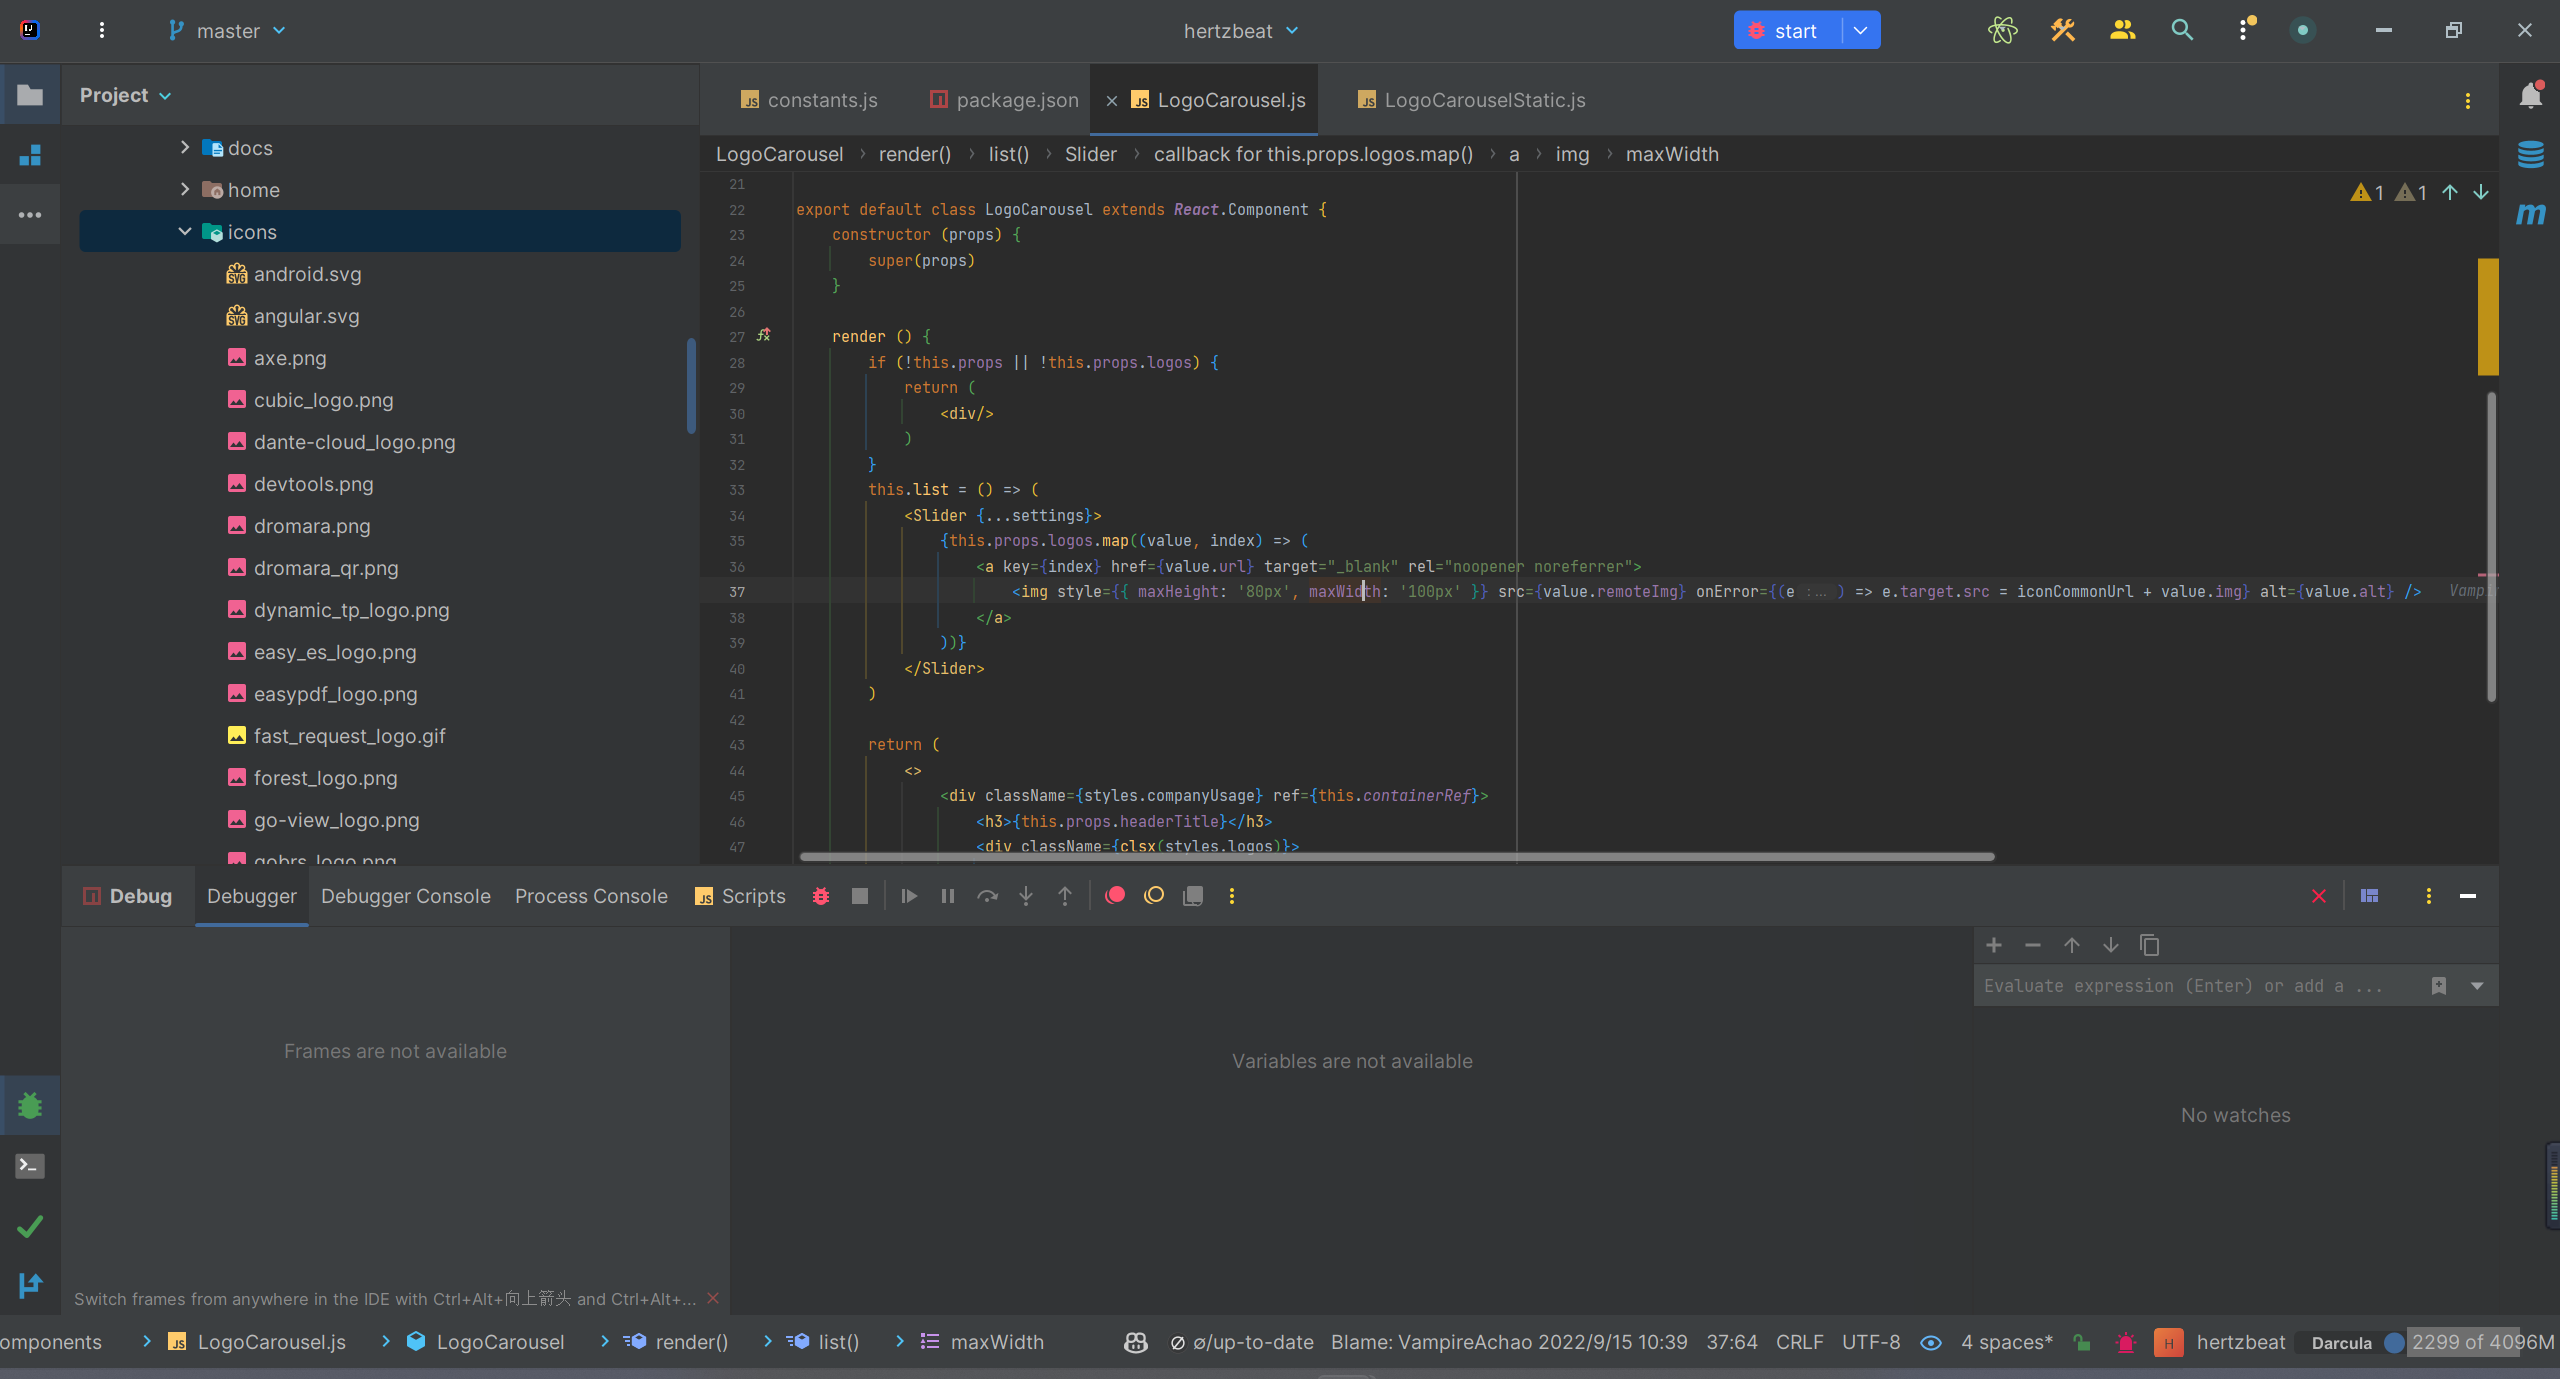 master
hertzbeat
start
Project
docs
home
icons
android.svg
angular.svg
axe.png
cubic_logo.png
dante-cloud_logo.png
devtools.png
dromara.png
dromara_qr.png
dynamic_tp_logo.png
easy_es_logo.png
easypdf_logo.png
fast_request_logo.gif
forest_logo.png
go-view_logo.png
gobrs_logo.png
constants.js package.json LogoCarousel.js LogoCarouselStatic.js
LogoCarousel render() list() Slider callback for this.props.logos.map() a img maxWidth
1 1
21
22 export default class LogoCarousel extends React.Component {
23 constructor (props) {
24 super(props)
25 }
26
27 render () {
28 if (!this.props || !this.props.logos) {
29 return (
30 <div/>
31 )
32 }
33 this.list = () => (
34 <Slider {...settings}>
35 {this.props.logos.map((value, index) => (
36 <a key={index} href={value.url} target="_blank" rel="noopener noreferrer">
37 <img style={{ maxHeight: '80px', maxWidth: '100px' }} src={value.remoteImg} onError={(e : ... ) => e.target.src = iconCommonUrl + value.img} alt={value.alt} />
38 </a>
39 ))}
40 </Slider>
41 )
42
43 return (
44 <>
45 <div className={styles.companyUsage} ref={this.containerRef}>
46 <h3>{this.props.headerTitle}</h3>
47 <div className={clsx(styles.logos)}>
Debug Debugger Debugger Console Process Console Scripts
Evaluate expression (Enter) or add a ...
Frames are not available
Variables are not available
No watches
Switch frames from anywhere in the IDE with Ctrl+Alt+向上箭头 and Ctrl+Alt+...
omponents LogoCarousel.js LogoCarousel render() list() maxWidth ø/up-to-date Blame: VampireAchao 2022/9/15 10:39 37:64 CRLF UTF-8 4 spaces* H hertzbeat Darcula 2299 of 4096M